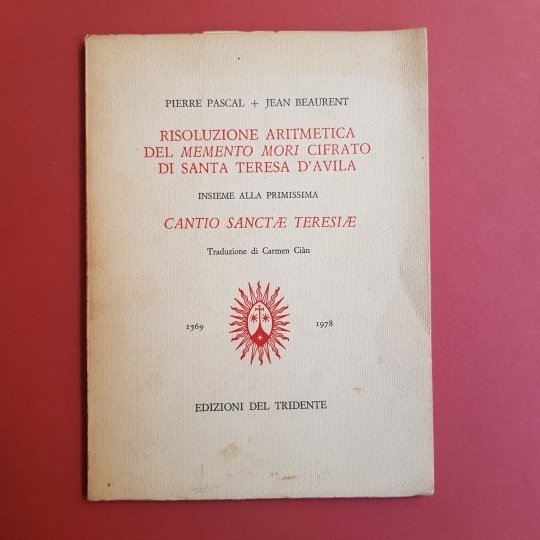 PIERRE PASCAL + JEAN BEAURENT
RISOLUZIONE ARITMETICA
DEL MEMENTO MORI CIFRATO
DI SANTA TERESA D'AVILA
INSIEME ALLA PRIMISSIMA
CANTIO SANCTÆ TERESIÆ
Traduzione di Carmen Ciàn
1569 1978
EDIZIONI DEL TRIDENTE